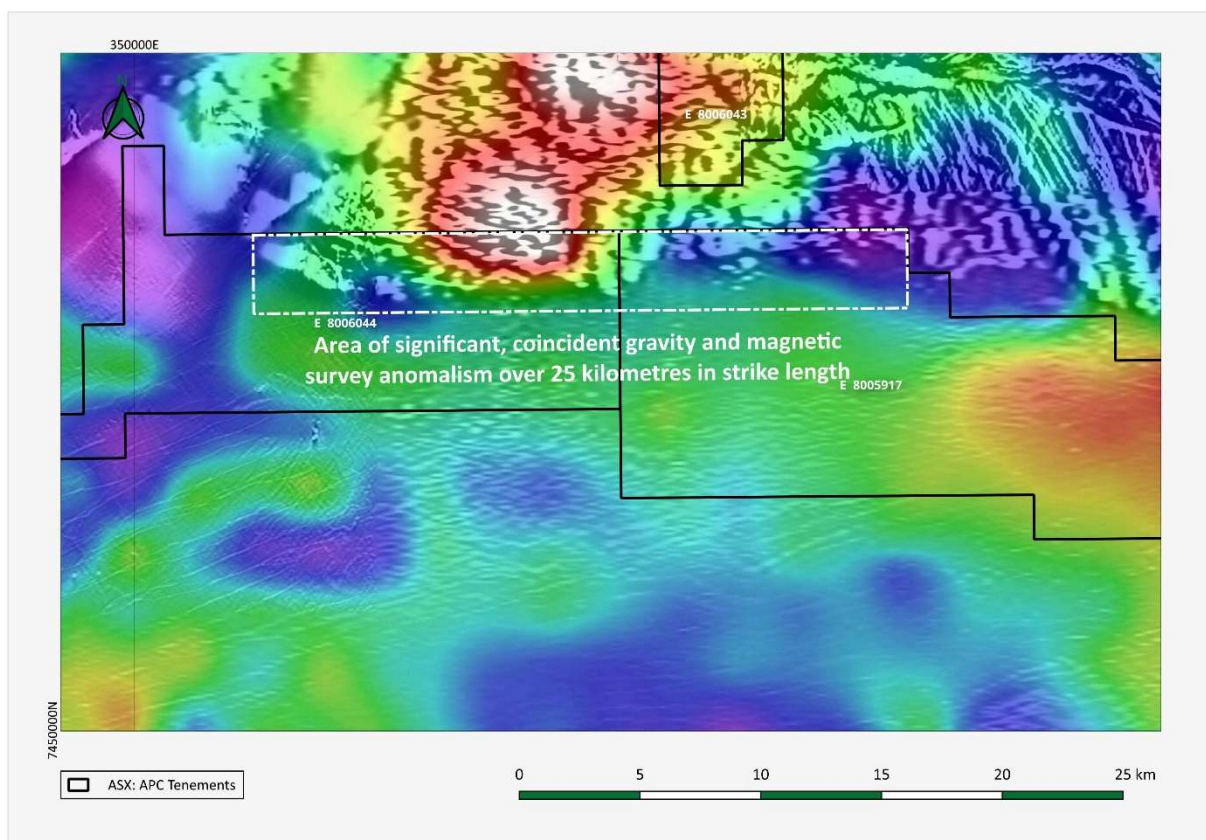 350000E
N
E 8006043
E 8006044
Area of significant, coincident gravity and magnetic
survey anomalism over 25 kilometres in strike length
E 8005917
7450000N
ASX: APC Tenements
0 5 10 15 20 25 km